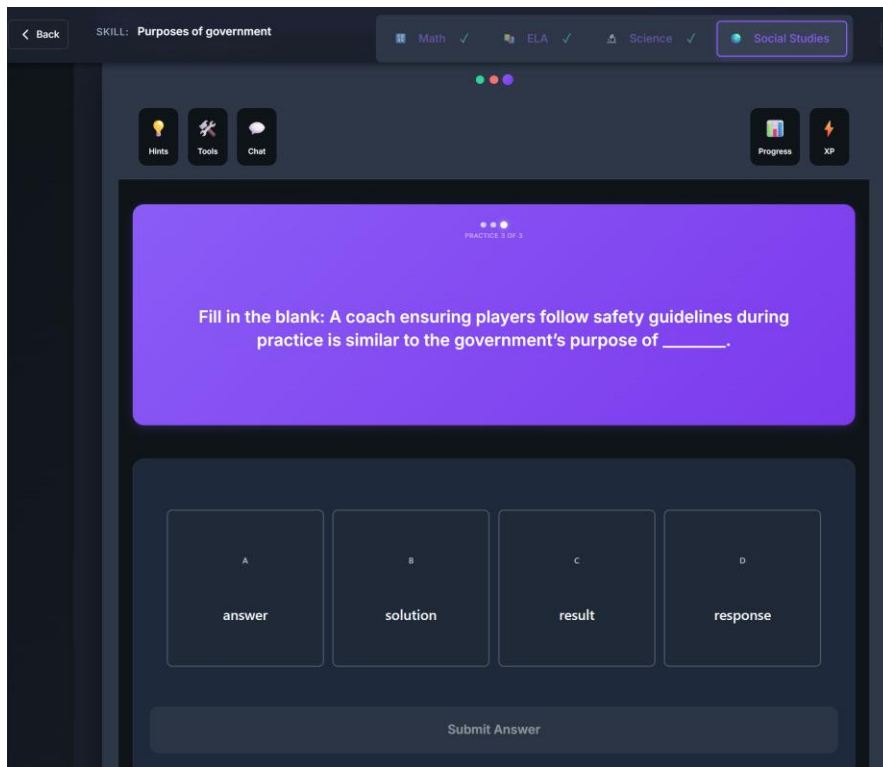 Back
SKILL: Purposes of government
Math ✓
ELA ✓
Science ✓
Social Studies
Hints
Tools
Chat
Progress
XP
PRACTICE 3 OF 3
Fill in the blank: A coach ensuring players follow safety guidelines during
practice is similar to the government’s purpose of _______.
A
answer
B
solution
C
result
D
response
Submit Answer